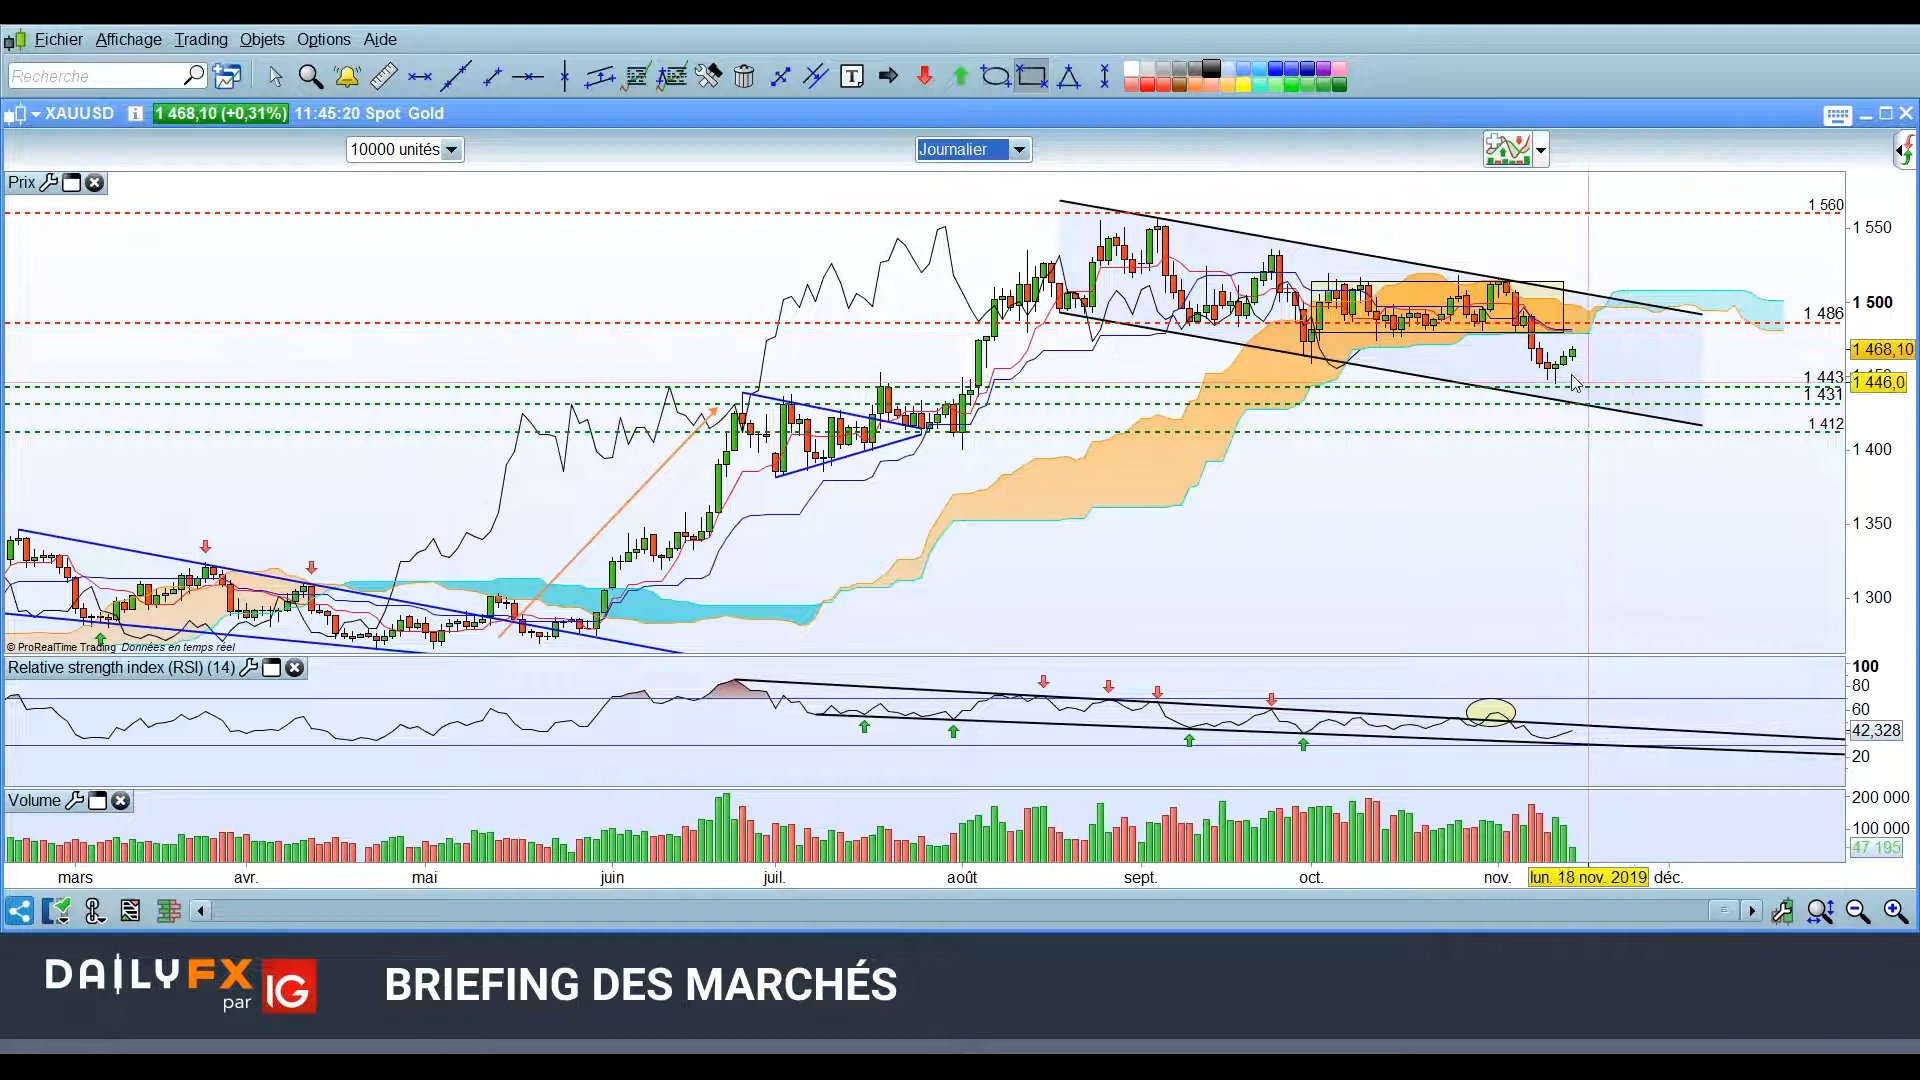 Fichier Affichage Trading Objets Options Aide
Recherche
XAUUSD 1 468,10 (+0,31%) 11:45:20 Spot Gold
10000 unités Journalier
Prix
1 560
1 550
1 500
1 486
1 468,10
1 443
1 446,0
1 431
1 412
1 400
1 350
1 300
© ProRealTime Trading Données en temps réel
Relative strength index (RSI) (14)
100
80
60
42,328
20
Volume
200 000
100 000
47 195
mars avr. mai juin juil. août sept. oct. nov. lun. 18 nov. 2019 déc.
DAILYFX
par IG
BRIEFING DES MARCHÉS